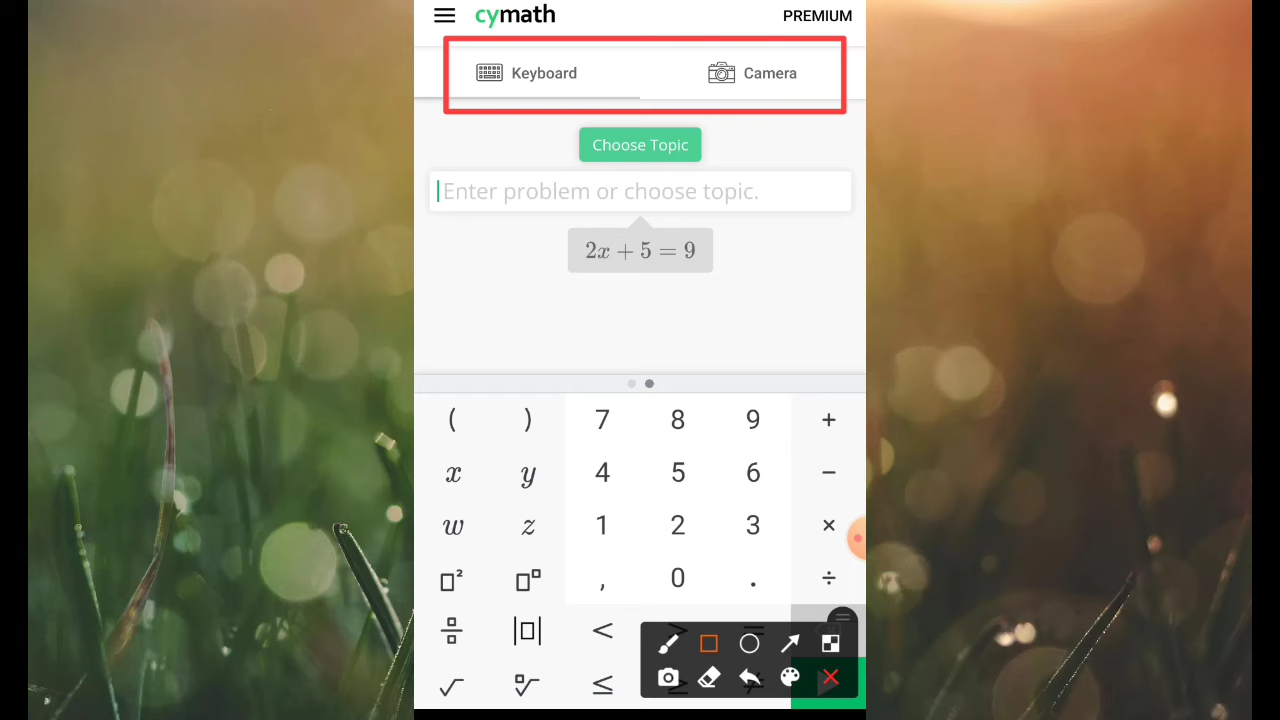 cymath
PREMIUM
Keyboard
Camera
Choose Topic
Enter problem or choose topic.
2x + 5 = 9
( ) 7 8 9 +
x y 4 5 6 −
w z 1 2 3 ×
□² □^□ , 0 . ÷
□/□ |□| <
√ □√ ≤